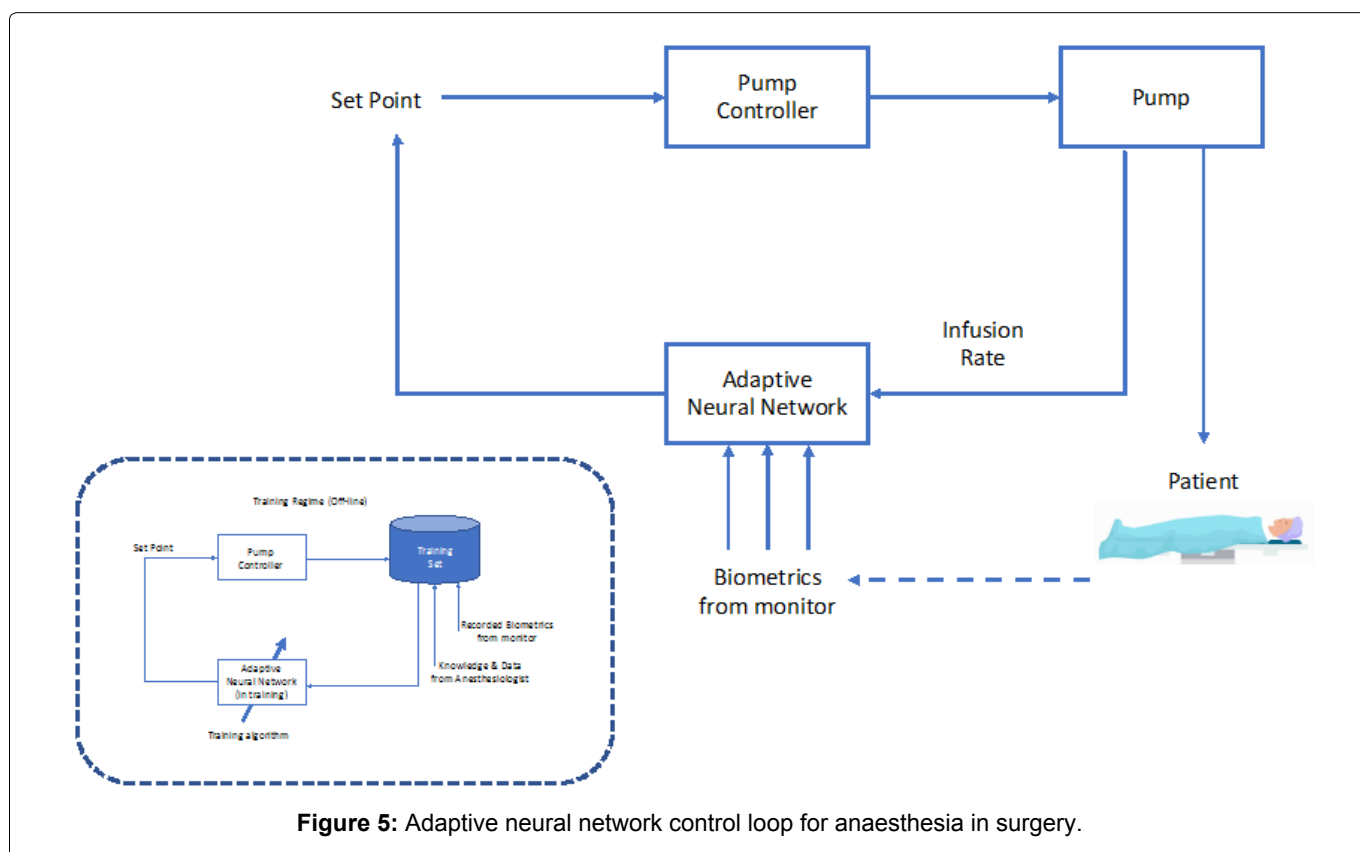 Set Point
Pump
Controller
Pump
Infusion
Rate
Adaptive
Neural Network
Patient
Biometrics
from monitor
Training Regime (Off-line)
Set Point
Pump
Controller
Training
Set
Recorded Biometrics
from monitor
Adaptive
Neural Network
(In training)
Knowledge & Data
from Anesthesiologist
Training algorithm
Figure 5: Adaptive neural network control loop for anaesthesia in surgery.